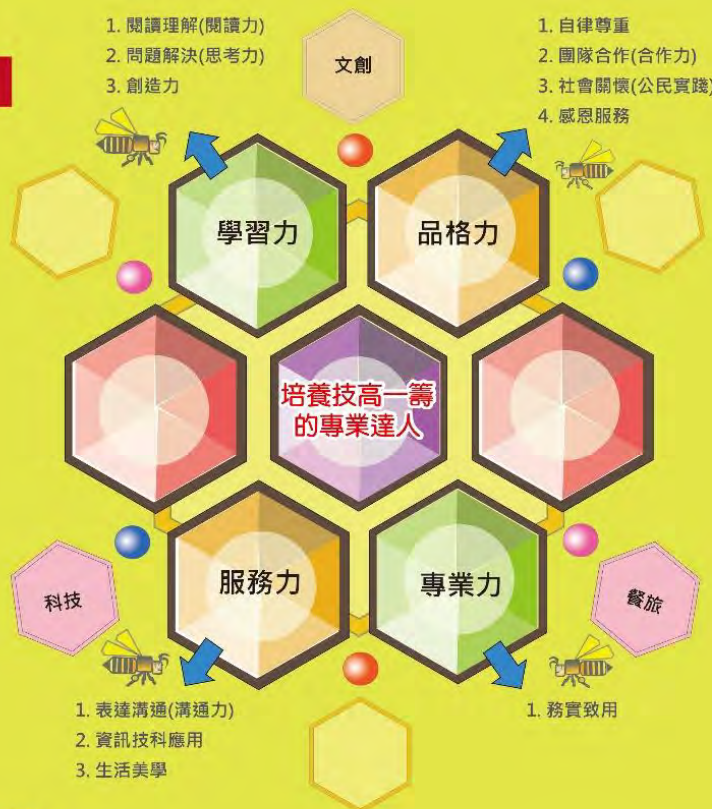 1. 閱讀理解(閱讀力)
2. 問題解決(思考力)
3. 創造力
文創
1. 自律尊重
2. 團隊合作(合作力)
3. 社會關懷(公民實踐)
4. 感恩服務
學習力
品格力
培養技高一籌
的專業達人
服務力
專業力
科技
餐旅
1. 表達溝通(溝通力)
2. 資訊技科應用
3. 生活美學
1. 務實致用